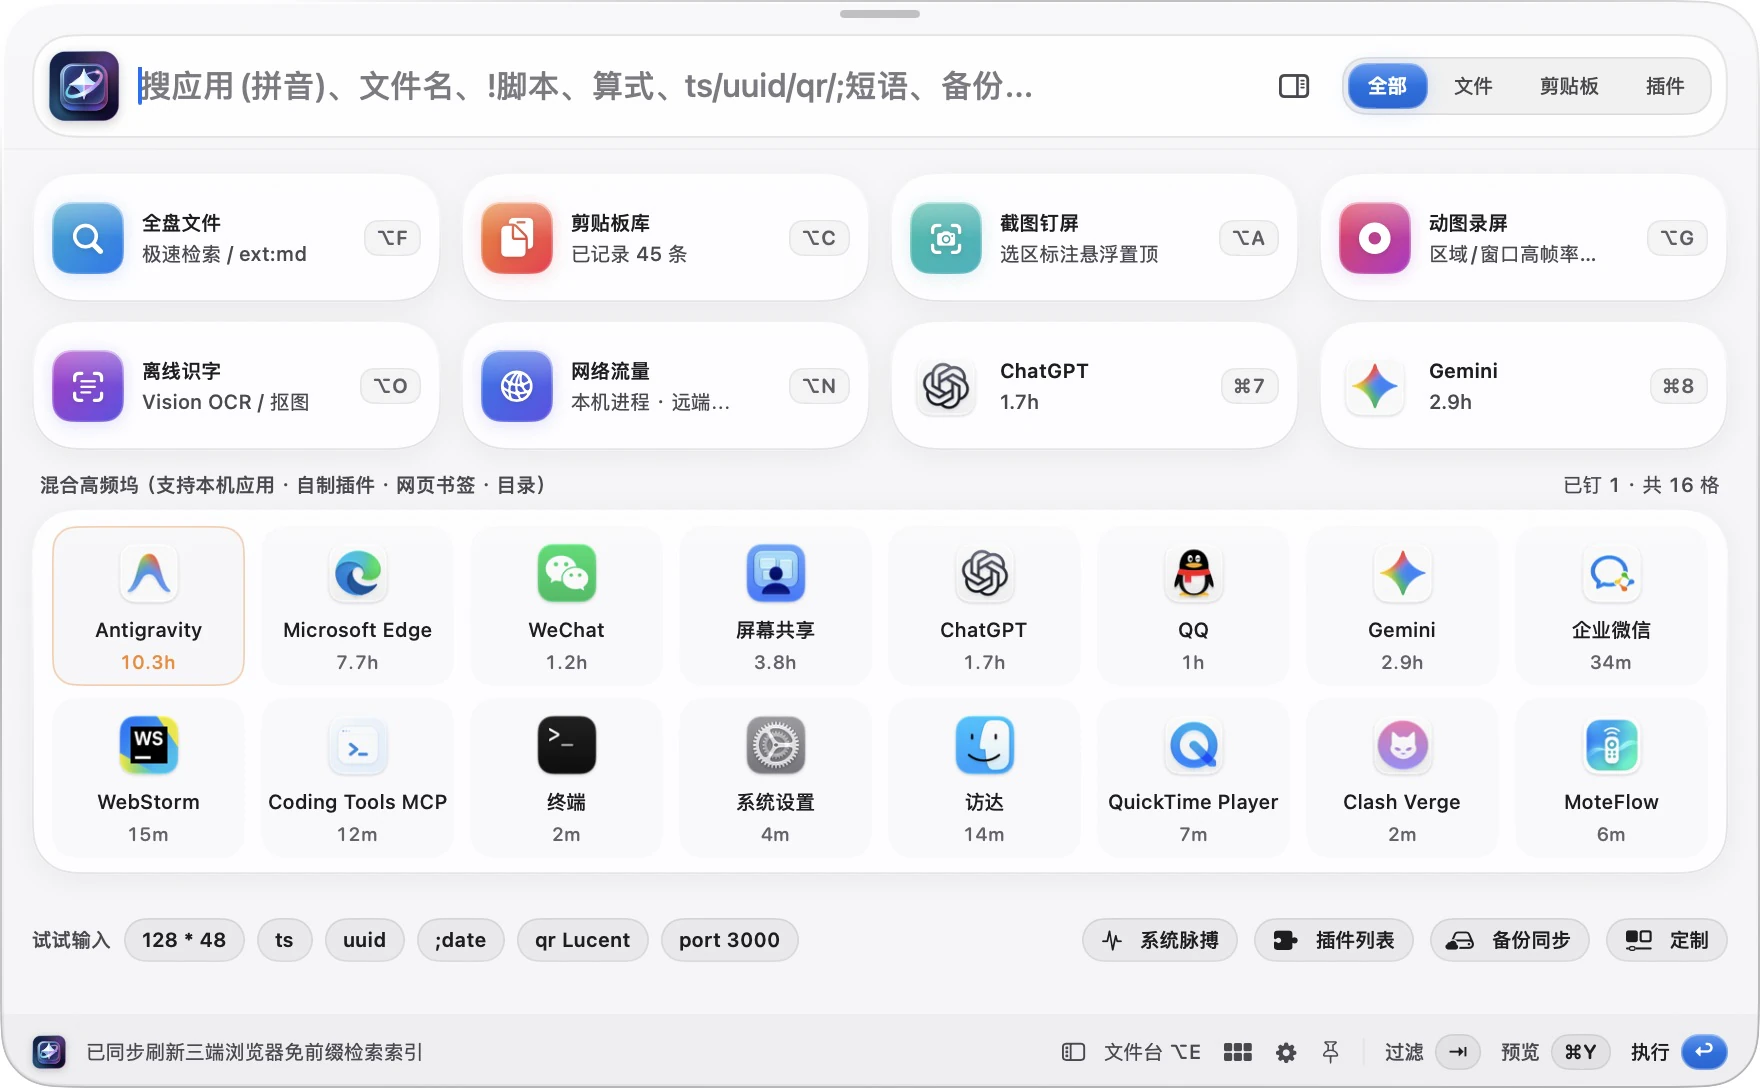 搜应用 (拼音)、文件名、!脚本、算式、ts/uuid/qr/;短语、备份...
全部 文件 剪贴板 插件
全盘文件
极速检索 / ext:md
⌥F
剪贴板库
已记录 45 条
⌥C
截图钉屏
选区标注悬浮置顶
⌥A
动图录屏
区域/窗口高帧率...
⌥G
离线识字
Vision OCR / 抠图
⌥O
网络流量
本机进程 · 远端...
⌥N
ChatGPT
1.7h
⌘7
Gemini
2.9h
⌘8
混合高频坞 (支持本机应用 · 自制插件 · 网页书签 · 目录)
已钉 1 · 共 16 格
Antigravity
10.3h
Microsoft Edge
7.7h
WeChat
1.2h
屏幕共享
3.8h
ChatGPT
1.7h
QQ
1h
Gemini
2.9h
企业微信
34m
WS
WebStorm
15m
Coding Tools MCP
12m
终端
2m
系统设置
4m
访达
14m
QuickTime Player
7m
Clash Verge
2m
MoteFlow
6m
试试输入 128 * 48 ts uuid ;date qr Lucent port 3000
系统脉搏 插件列表 备份同步 定制
已同步刷新三端浏览器免前缀检索索引
文件台 ⌥E 过滤 ⇥ 预览 ⌘Y 执行 ↩